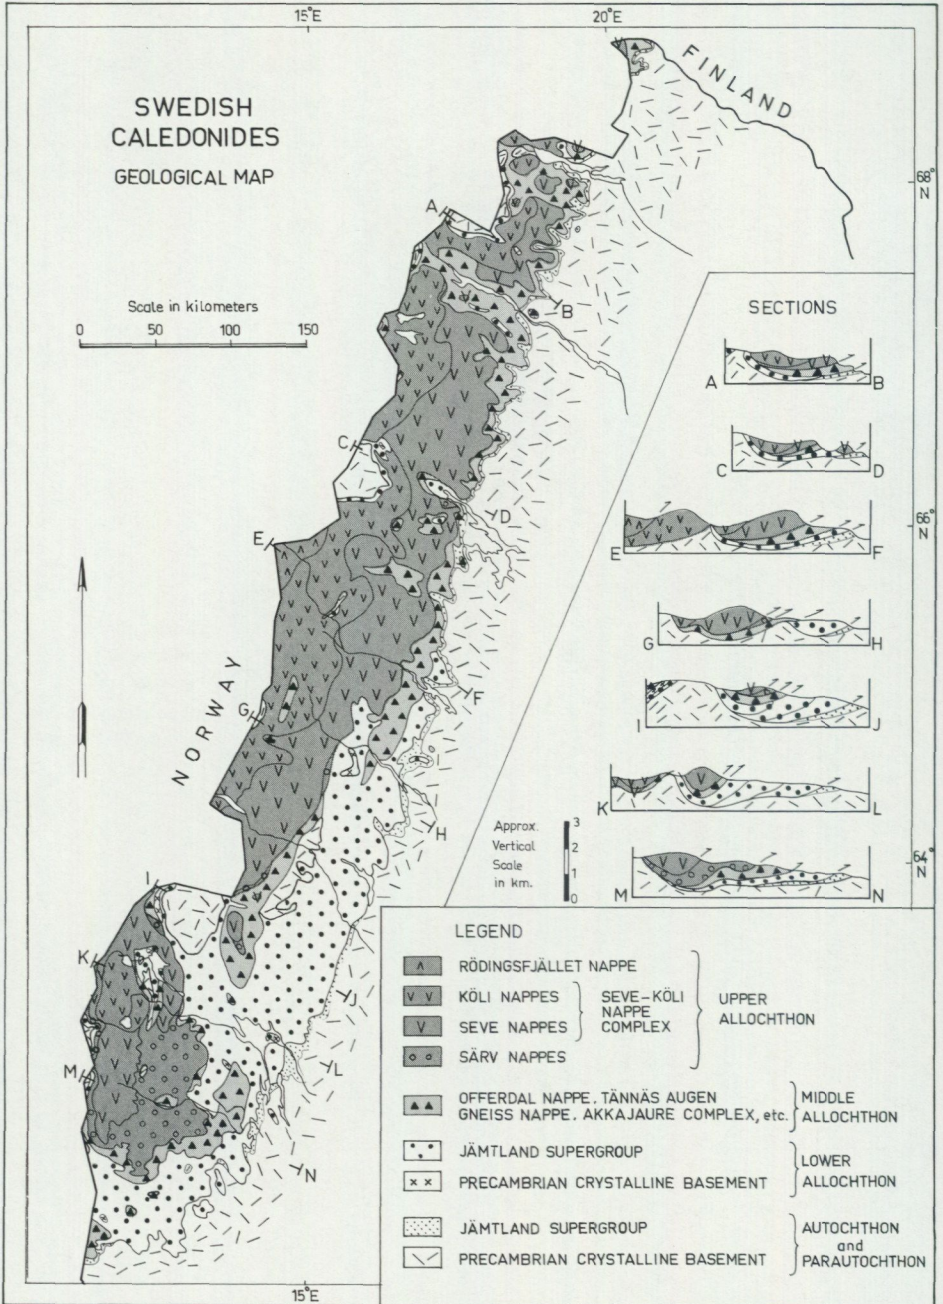 15°E
20°E
SWEDISH
CALEDONIDES
GEOLOGICAL MAP
FINLAND
68°
N
Scale in kilometers
0 50 100 150
A
B
C
D
E
F
G
H
I
J
K
L
M
N
NORWAY
66°
N
64°
N
SECTIONS
A B
C D
E F
G H
I J
K L
M N
Approx.
Vertical
Scale
in km.
3
2
1
0
LEGEND
RÖDINGSFJÄLLET NAPPE
KÖLI NAPPES
SEVE NAPPES
SEVE-KÖLI
NAPPE
COMPLEX
SÄRV NAPPES
UPPER
ALLOCHTHON
OFFERDAL NAPPE. TÄNNÄS AUGEN
GNEISS NAPPE. AKKAJAURE COMPLEX, etc.
MIDDLE
ALLOCHTHON
JÄMTLAND SUPERGROUP
PRECAMBRIAN CRYSTALLINE BASEMENT
LOWER
ALLOCHTHON
JÄMTLAND SUPERGROUP
PRECAMBRIAN CRYSTALLINE BASEMENT
AUTOCHTHON
and
PARAUTOCHTHON
15°E